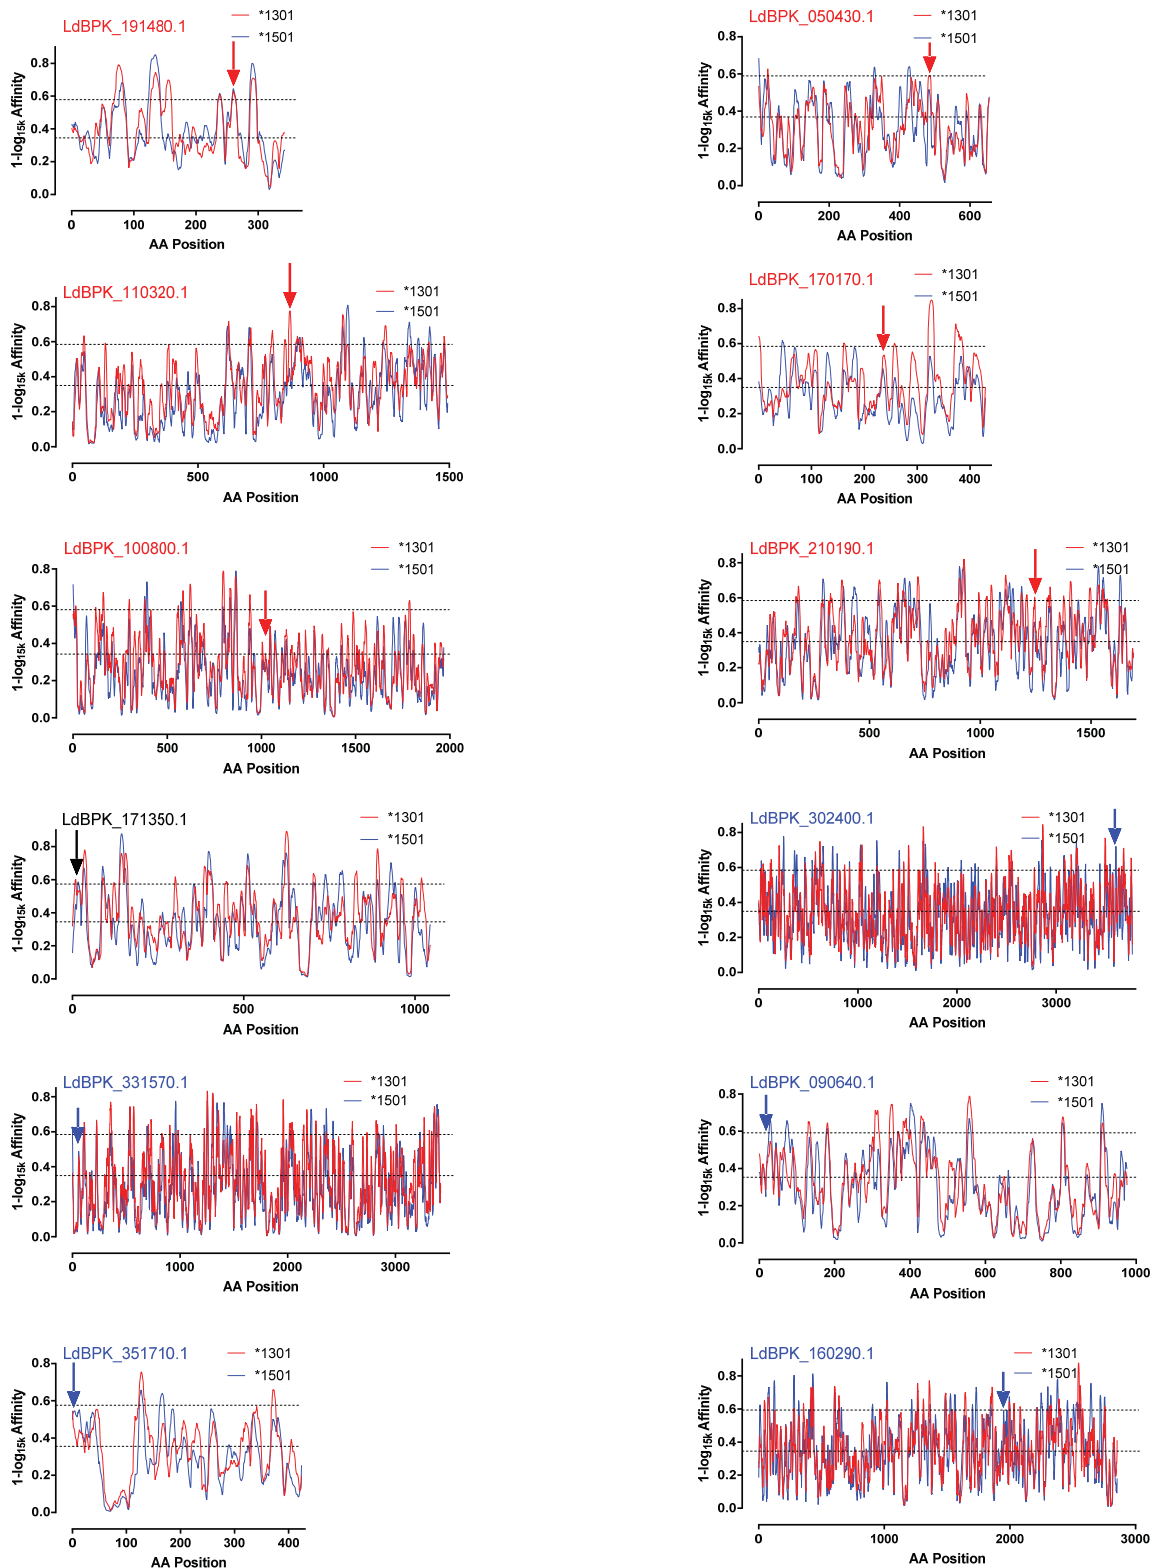 LdBPK_191480.1
*1301
*1501
1-log15k Affinity
0.8
0.6
0.4
0.2
0.0
0 100 200 300
AA Position
LdBPK_050430.1
*1301
*1501
1-log15k Affinity
0.8
0.6
0.4
0.2
0.0
0 200 400 600
AA Position
LdBPK_110320.1
*1301
*1501
1-log15k Affinity
0.8
0.6
0.4
0.2
0.0
0 500 1000 1500
AA Position
LdBPK_170170.1
*1301
*1501
1-log15k Affinity
0.8
0.6
0.4
0.2
0.0
0 100 200 300 400
AA Position
LdBPK_100800.1
*1301
*1501
1-log15k Affinity
0.8
0.6
0.4
0.2
0.0
0 500 1000 1500 2000
AA Position
LdBPK_210190.1
*1301
*1501
1-log15k Affinity
0.8
0.6
0.4
0.2
0.0
0 500 1000 1500
AA Position
LdBPK_171350.1
*1301
*1501
1-log15k Affinity
0.8
0.6
0.4
0.2
0.0
0 500 1000
AA Position
LdBPK_302400.1
*1301
*1501
1-log15k Affinity
0.8
0.6
0.4
0.2
0.0
0 1000 2000 3000
AA Position
LdBPK_331570.1
*1301
*1501
1-log15k Affinity
0.8
0.6
0.4
0.2
0.0
0 1000 2000 3000
AA Position
LdBPK_090640.1
*1301
*1501
1-log15k Affinity
0.8
0.6
0.4
0.2
0.0
0 200 400 600 800 1000
AA Position
LdBPK_351710.1
*1301
*1501
1-log15k Affinity
0.8
0.6
0.4
0.2
0.0
0 100 200 300 400
AA Position
LdBPK_160290.1
*1301
*1501
1-log15k Affinity
0.8
0.6
0.4
0.2
0.0
0 1000 2000 3000
AA Position